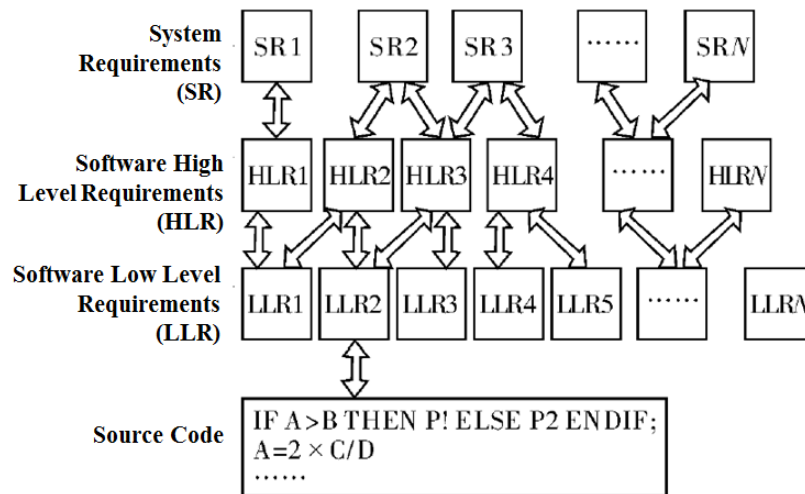 System
Requirements
(SR)
SR1
SR2
SR3
……
SRN
Software High
Level Requirements
(HLR)
HLR1
HLR2
HLR3
HLR4
……
HLRN
Software Low Level
Requirements
(LLR)
LLR1
LLR2
LLR3
LLR4
LLR5
……
LLRN
Source Code
IF A>B THEN P! ELSE P2 ENDIF;
A=2×C/D
……